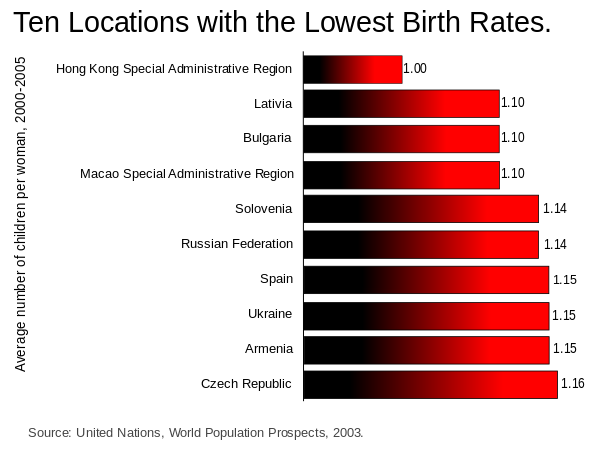 Ten Locations with the Lowest Birth Rates.
Average number of children per woman, 2000-2005
Hong Kong Special Administrative Region 1.00
Lativia 1.10
Bulgaria 1.10
Macao Special Administrative Region 1.10
Solovenia 1.14
Russian Federation 1.14
Spain 1.15
Ukraine 1.15
Armenia 1.15
Czech Republic 1.16
Source: United Nations, World Population Prospects, 2003.